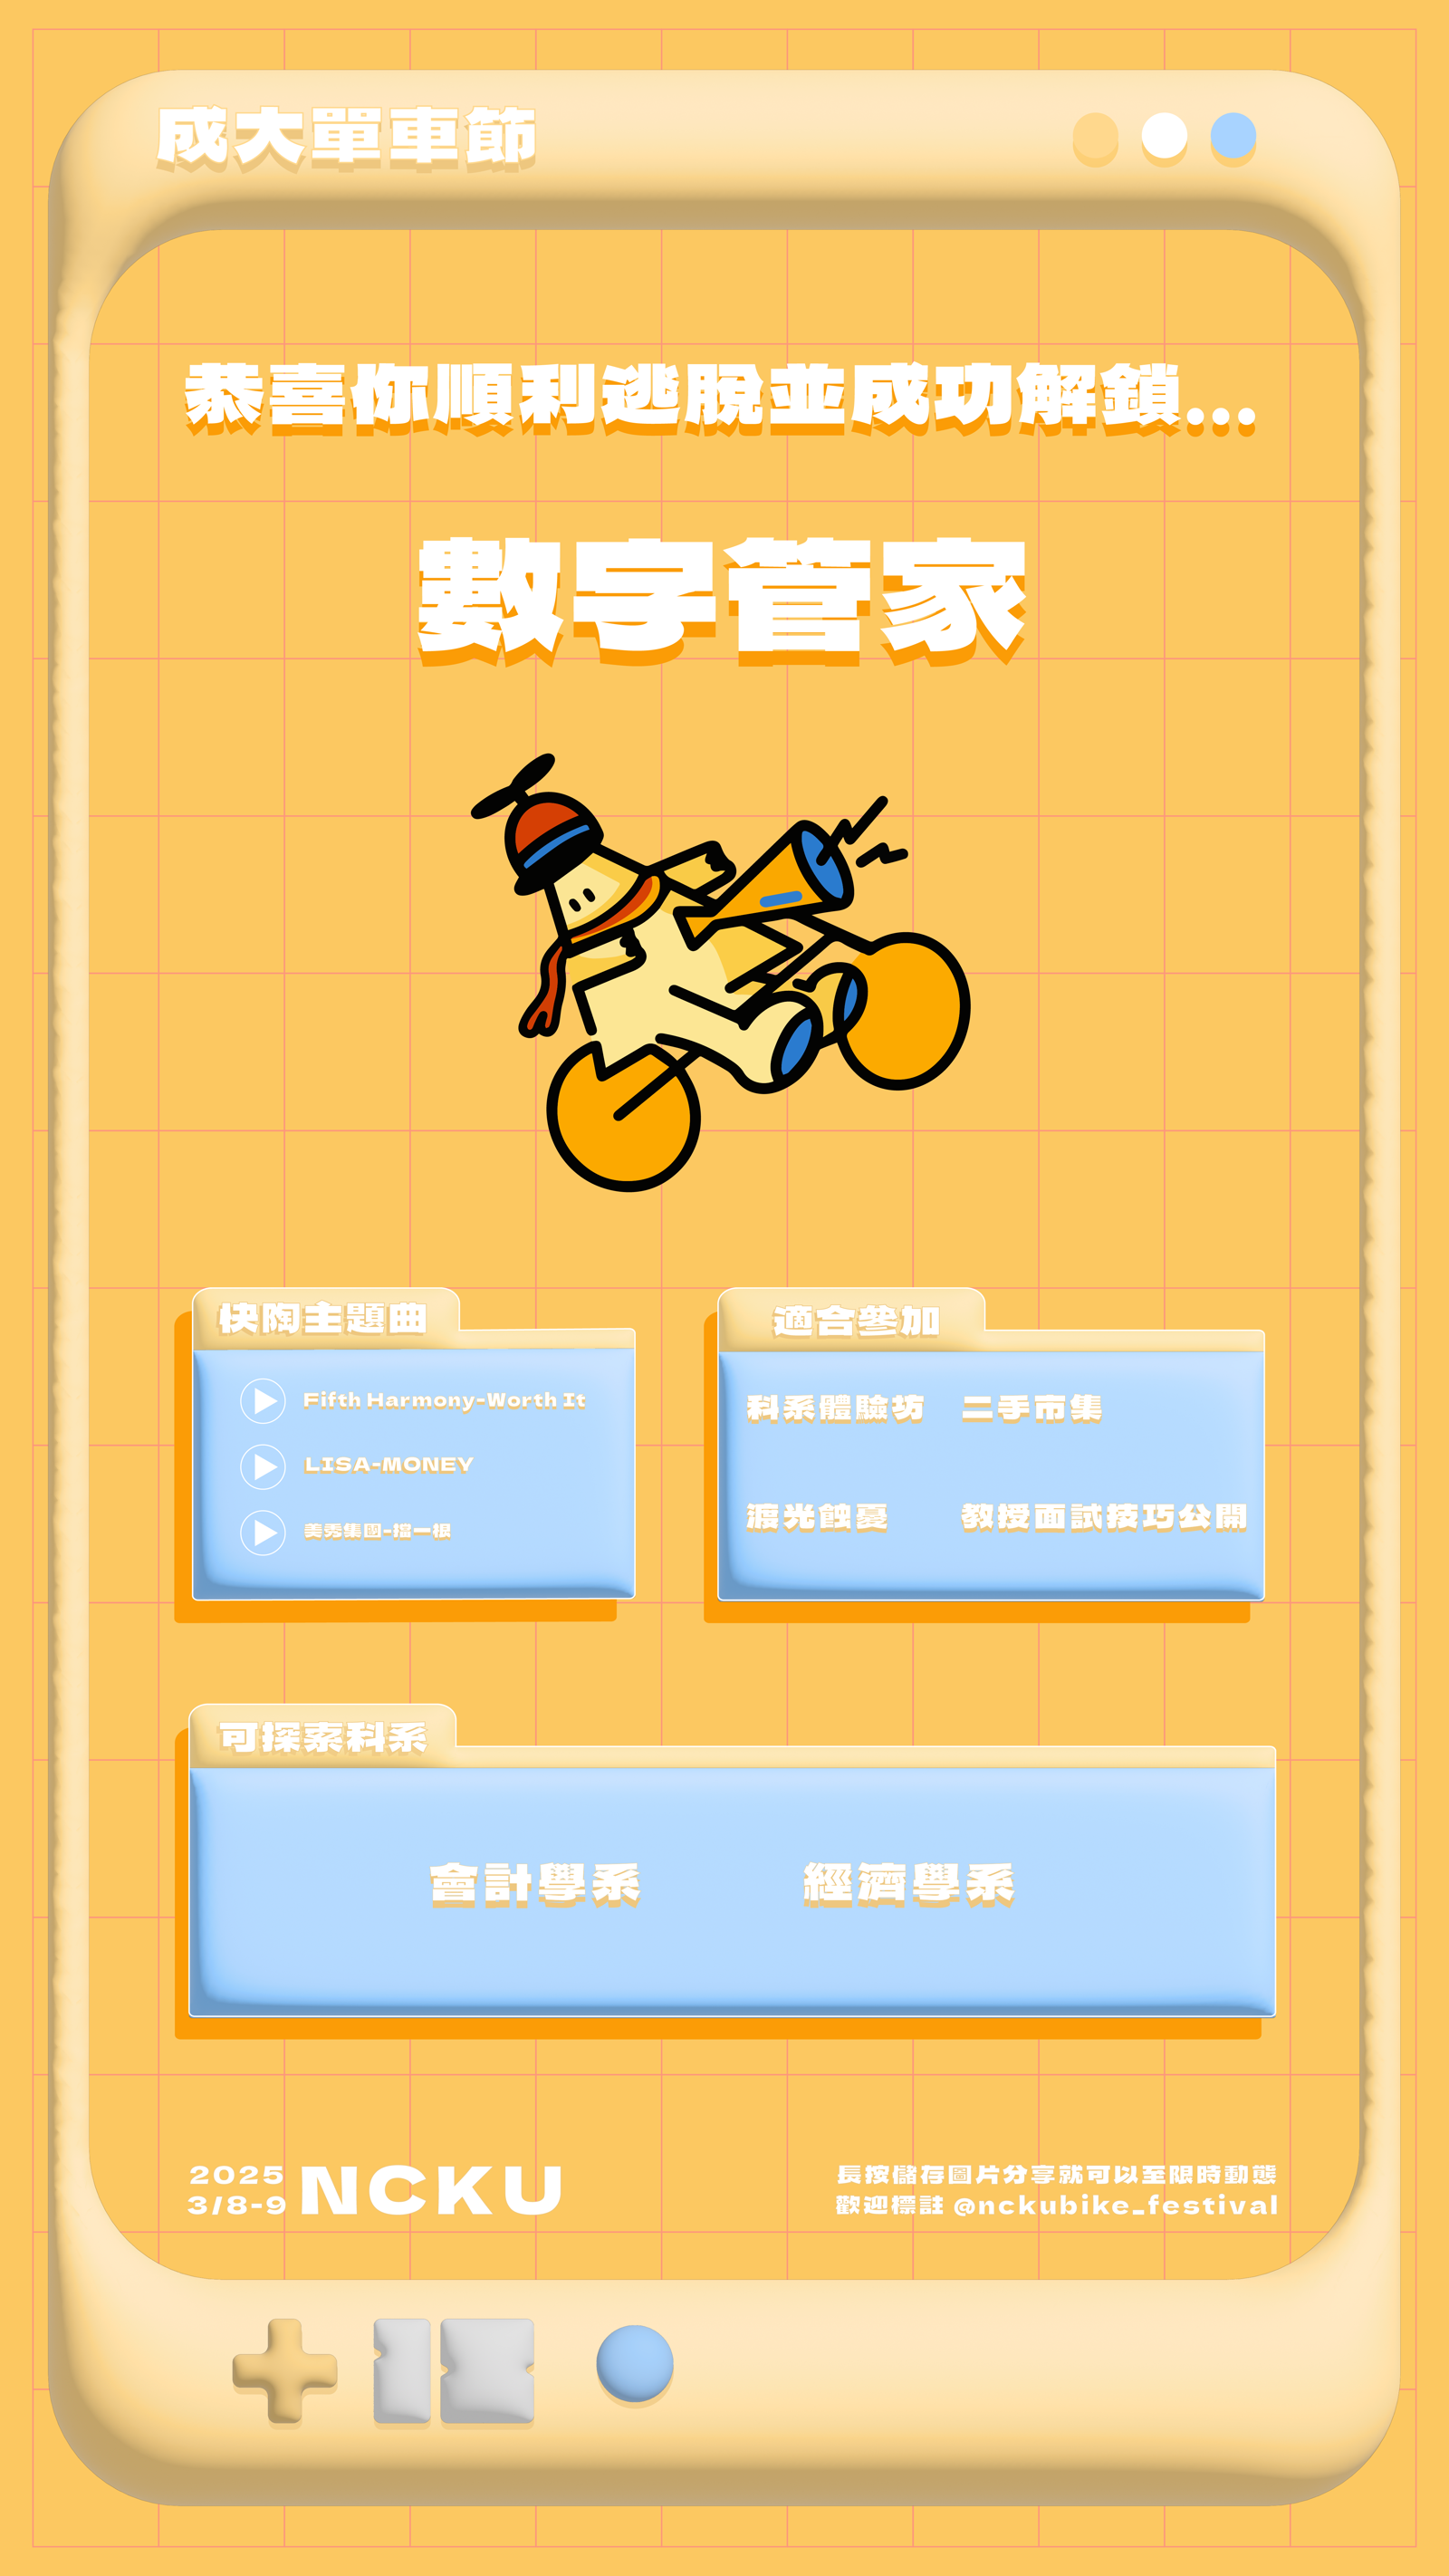 成大單車節
恭喜你順利逃脫並成功解鎖...
數字管家
快陶主題曲
Fifth Harmony-Worth It
LISA-MONEY
美秀集團-擋一根
適合參加
科系體驗坊
二手市集
渡光蝕憂
教授面試技巧公開
可探索科系
會計學系
經濟學系
2025
3/8-9
NCKU
長按儲存圖片分享就可以至限時動態
歡迎標註 @nckubike_festival